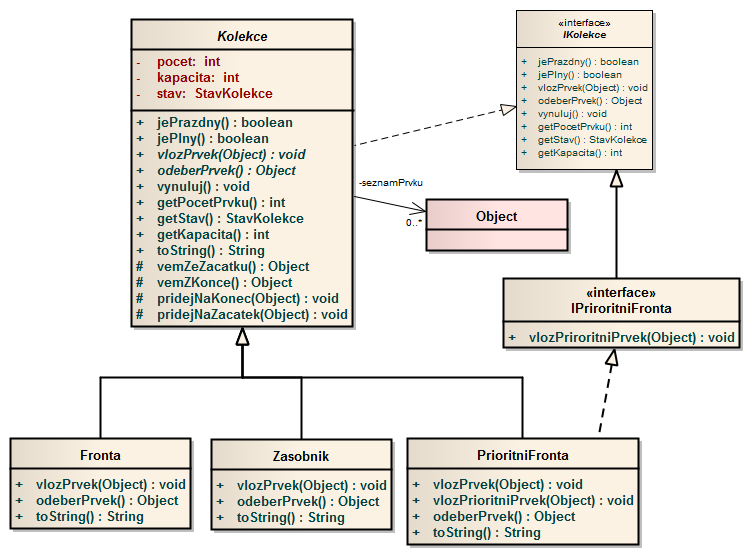 Kolekce
- pocet: int
- kapacita: int
- stav: StavKolekce
+ jePrazdny() : boolean
+ jePlny() : boolean
+ vlozPrvek(Object) : void
+ odeberPrvek() : Object
+ vynuluj() : void
+ getPocetPrvku() : int
+ getStav() : StavKolekce
+ getKapacita() : int
+ toString() : String
# vemZeZacatku() : Object
# vemZKonce() : Object
# pridejNaKonec(Object) : void
# pridejNaZacatek(Object) : void
«interface»
IKolekce
+ jePrazdny() : boolean
+ jePlny() : boolean
+ vlozPrvek(Object) : void
+ odeberPrvek() : Object
+ vynuluj() : void
+ getPocetPrvku() : int
+ getStav() : StavKolekce
+ getKapacita() : int
-seznamPrvku
0..*
Object
«interface»
IPriroritniFronta
+ vlozPriroritniPrvek(Object) : void
Fronta
+ vlozPrvek(Object) : void
+ odeberPrvek() : Object
+ toString() : String
Zasobnik
+ vlozPrvek(Object) : void
+ odeberPrvek() : Object
+ toString() : String
PrioritniFronta
+ vlozPrvek(Object) : void
+ vlozPrioritniPrvek(Object) : void
+ odeberPrvek() : Object
+ toString() : String